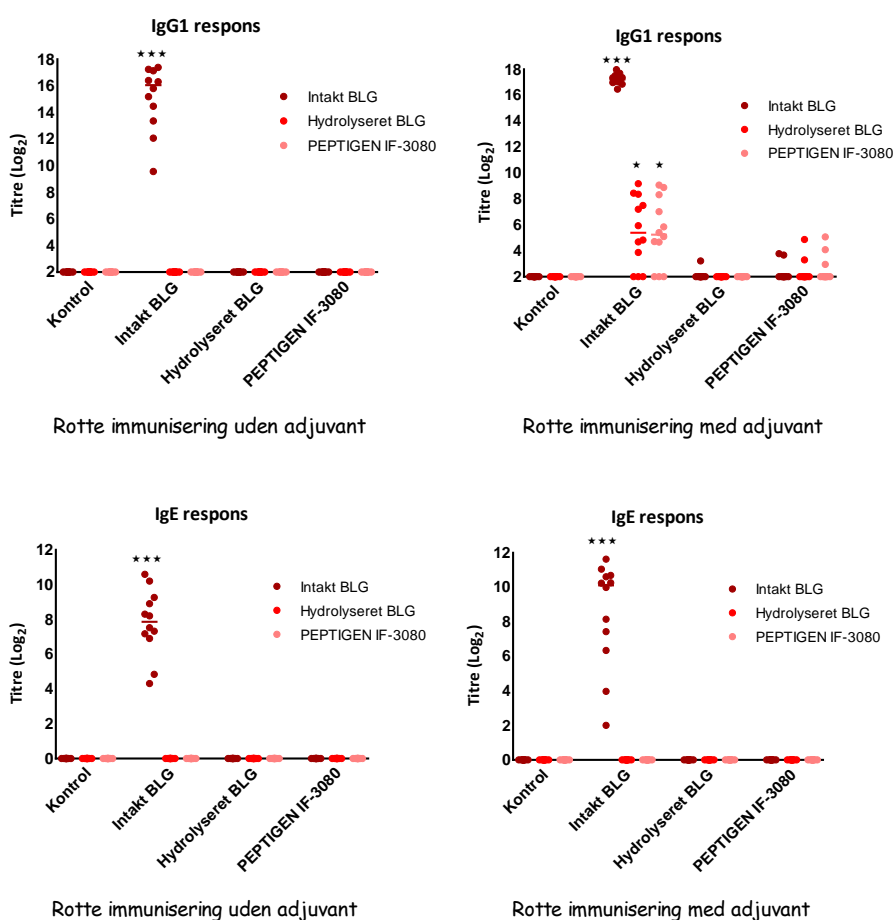 IgG1 respons
★★★
18
16
14
12
10
8
6
4
2
Titre (Log2)
Intakt BLG
Hydrolyseret BLG
PEPTIGEN IF-3080
Kontrol
Intakt BLG
Hydrolyseret BLG
PEPTIGEN IF-3080
Rotte immunisering uden adjuvant
IgG1 respons
★★★
★ ★
18
16
14
12
10
8
6
4
2
Titre (Log2)
Intakt BLG
Hydrolyseret BLG
PEPTIGEN IF-3080
Kontrol
Intakt BLG
Hydrolyseret BLG
PEPTIGEN IF-3080
Rotte immunisering med adjuvant
IgE respons
★★★
12
10
8
6
4
2
0
Titre (Log2)
Intakt BLG
Hydrolyseret BLG
PEPTIGEN IF-3080
Kontrol
Intakt BLG
Hydrolyseret BLG
PEPTIGEN IF-3080
Rotte immunisering uden adjuvant
IgE respons
★★★
12
10
8
6
4
2
0
Titre (Log2)
Intakt BLG
Hydrolyseret BLG
PEPTIGEN IF-3080
Kontrol
Intakt BLG
Hydrolyseret BLG
PEPTIGEN IF-3080
Rotte immunisering med adjuvant